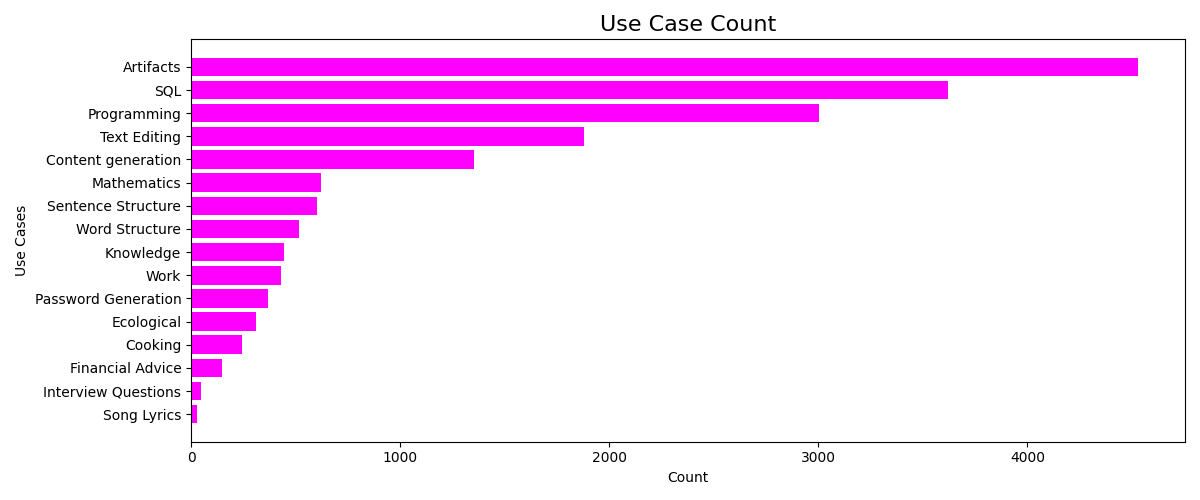 Use Case Count
Use Cases
Artifacts
SQL
Programming
Text Editing
Content generation
Mathematics
Sentence Structure
Word Structure
Knowledge
Work
Password Generation
Ecological
Cooking
Financial Advice
Interview Questions
Song Lyrics
0 1000 2000 3000 4000
Count